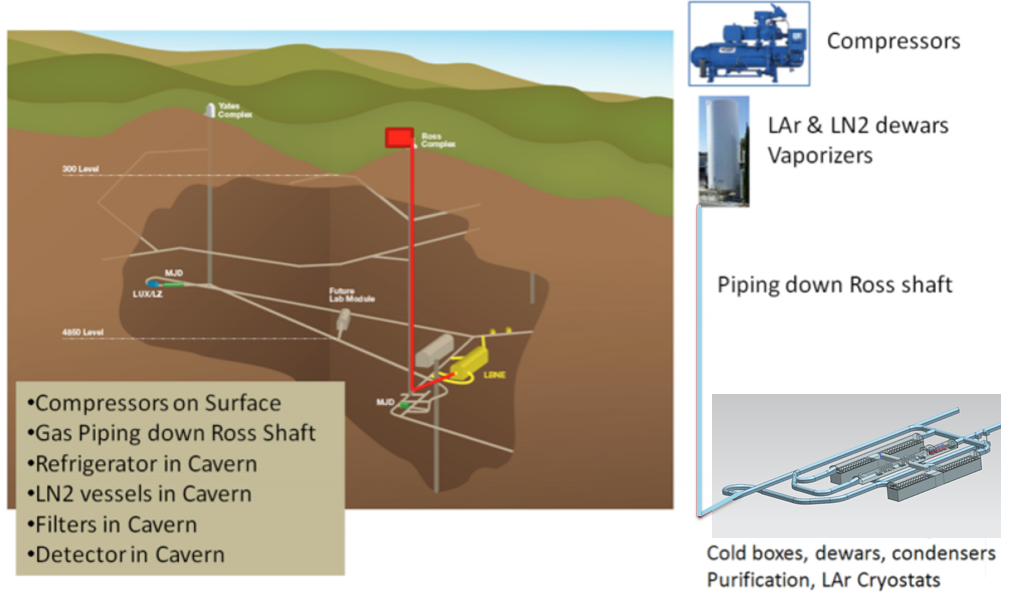 Yates
Complex
Ross
Complex
300 Level
MJD
LUX/LZ
Future
Lab Module
4850 Level
LBNE
MJD
•Compressors on Surface
•Gas Piping down Ross Shaft
•Refrigerator in Cavern
•LN2 vessels in Cavern
•Filters in Cavern
•Detector in Cavern
Compressors
LAr & LN2 dewars
Vaporizers
Piping down Ross shaft
Cold boxes, dewars, condensers
Purification, LAr Cryostats